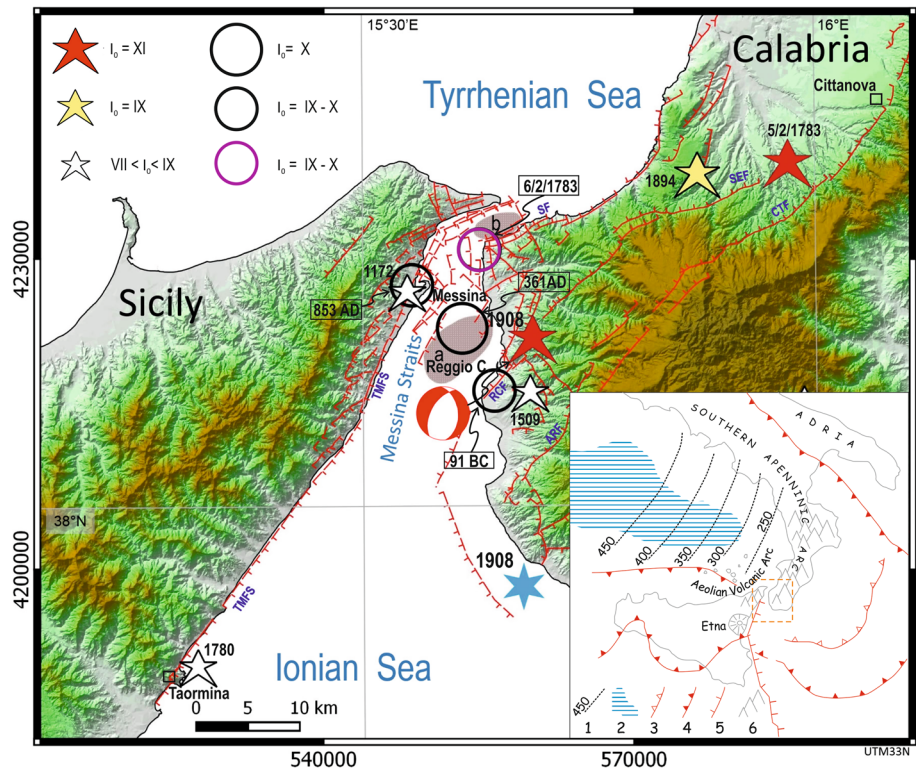 15°30'E
16°E
I₀ = XI
I₀ = X
I₀ = IX
I₀ = IX - X
VII < I₀ < IX
I₀ = IX - X
Calabria
Cittanova
Tyrrhenian Sea
5/2/1783
6/2/1783
1894
SEF
SF
CTF
b
4230000
1172
Messina
361AD
Sicily
853 AD
1908
a
Reggio C.
TMFS
Messina Straits
RCF
1509
ARF
91 BC
38°N
1908
4200000
TMFS
1780
Taormina
Ionian Sea
0 5 10 km
SOUTHERN APENNINIC ARC
ADRIA
450
400
350
300
250
Aeolian Volcanic Arc
Etna
450
1 2 3 4 5 6
540000
570000
UTM33N